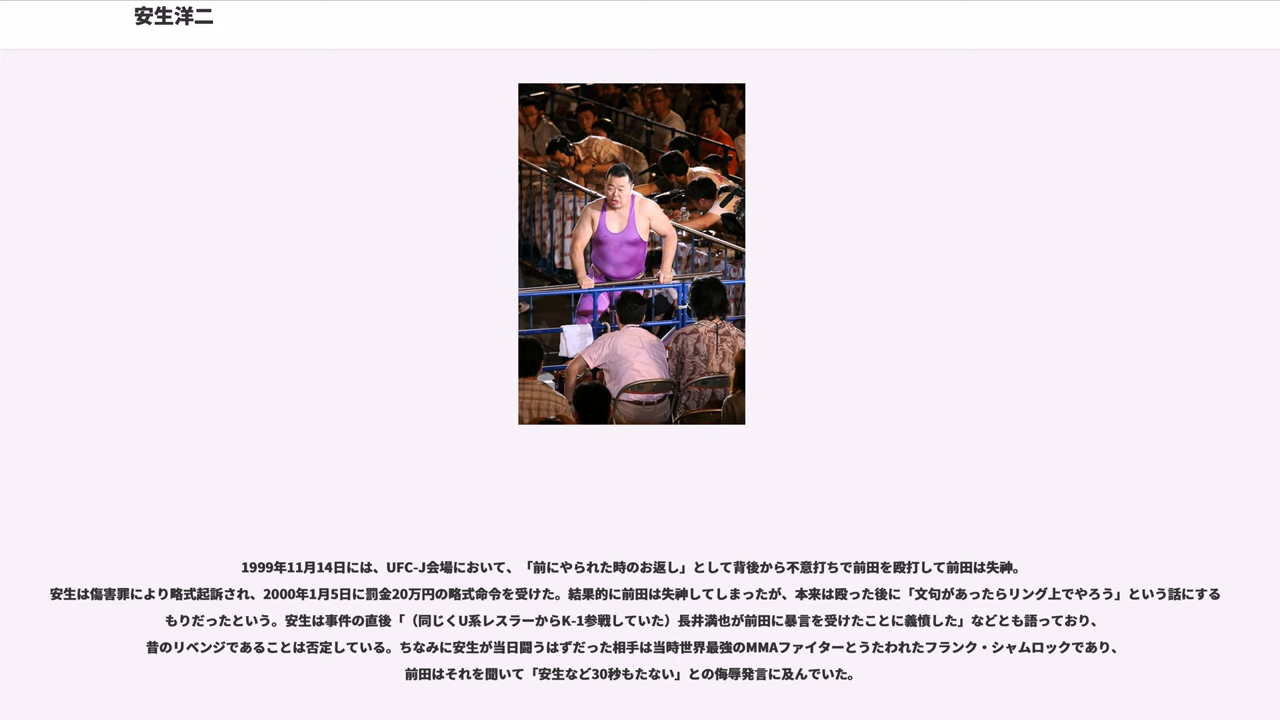 安生洋二
1999年11月14日には、UFC-J会場において、「前にやられた時のお返し」として背後から不意打ちで前田を殴打して前田は失神。
安生は傷害罪により略式起訴され、2000年1月5日に罰金20万円の略式命令を受けた。結果的に前田は失神してしまったが、本来は殴った後に「文句があったらリング上でやろう」という話にする
もりだったという。安生は事件の直後「（同じくU系レスラーからK-1参戦していた）長井満也が前田に暴言を受けたことに義憤した」などとも語っており、
昔のリベンジであることは否定している。ちなみに安生が当日闘うはずだった相手は当時世界最強のMMAファイターとうたわれたフランク・シャムロックであり、
前田はそれを聞いて「安生など30秒もたない」との侮辱発言に及んでいた。